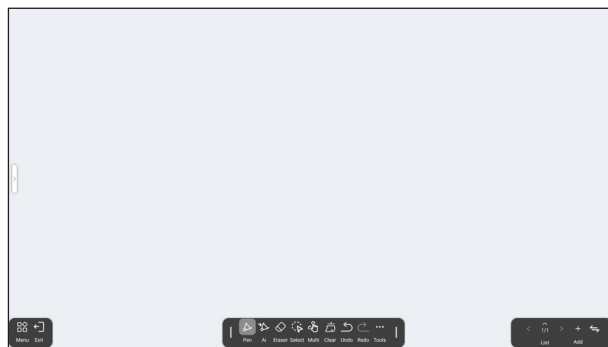 1/1
Menu Exit
Pen Ai Eraser Select Multi Clear Undo Redo Tools
List Add